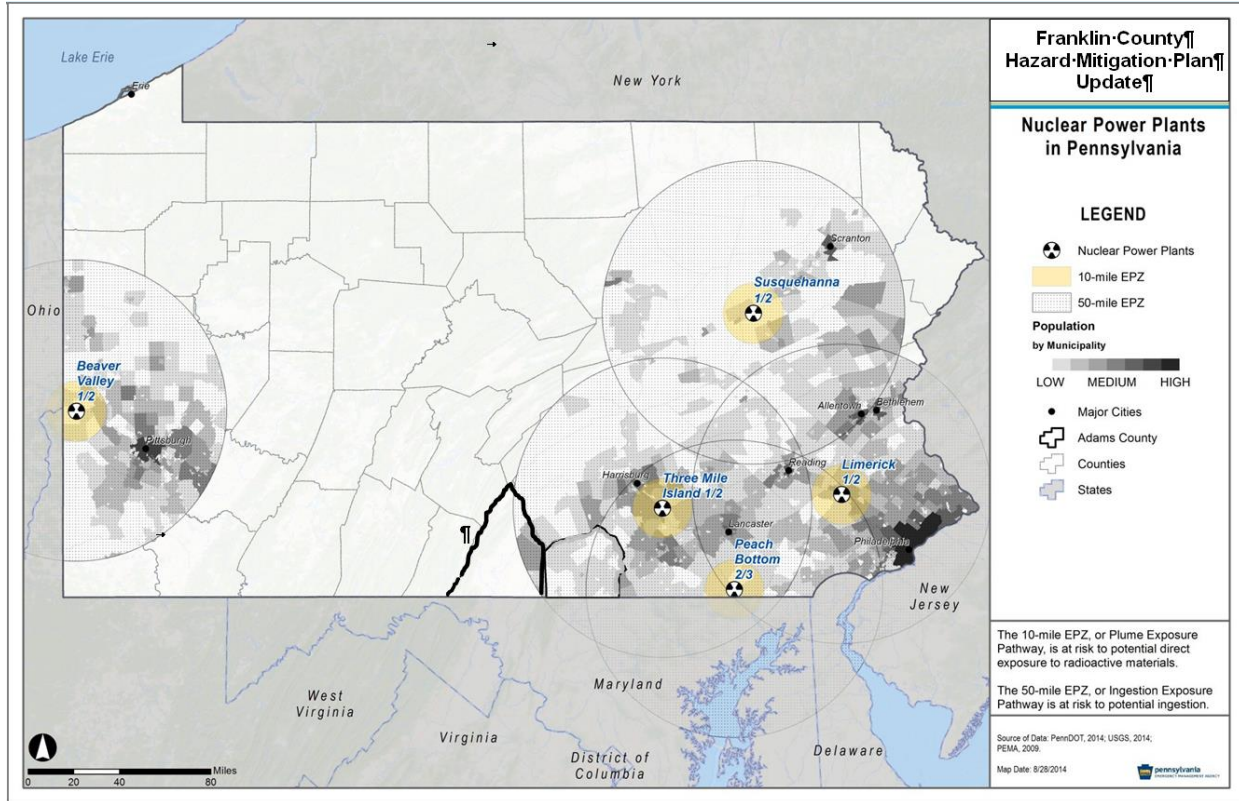 Franklin·County¶
Hazard·Mitigation·Plan¶
Update¶
Nuclear Power Plants
in Pennsylvania
LEGEND
Nuclear Power Plants
10-mile EPZ
50-mile EPZ
Population
by Municipality
LOW MEDIUM HIGH
Major Cities
Adams County
Counties
States
The 10-mile EPZ, or Plume Exposure
Pathway, is at risk to potential direct
exposure to radioactive materials.
The 50-mile EPZ, or Ingestion Exposure
Pathway is at risk to potential ingestion.
Source of Data: PennDOT, 2014; USGS, 2014;
PEMA, 2009.
Map Date: 8/28/2014
pennsylvania
EMERGENCY MANAGEMENT AGENCY
Lake Erie
Erie
New York
Scranton
Susquehanna
1/2
Ohio
Beaver
Valley
1/2
Pittsburgh
Allentown
Bethlehem
Harrisburg
Three Mile
Island 1/2
Reading
Limerick
1/2
Lancaster
Philadelphia
Peach
Bottom
2/3
¶
New
Jersey
Maryland
West
Virginia
Virginia
District of
Columbia
Delaware
Miles
0 20 40 80